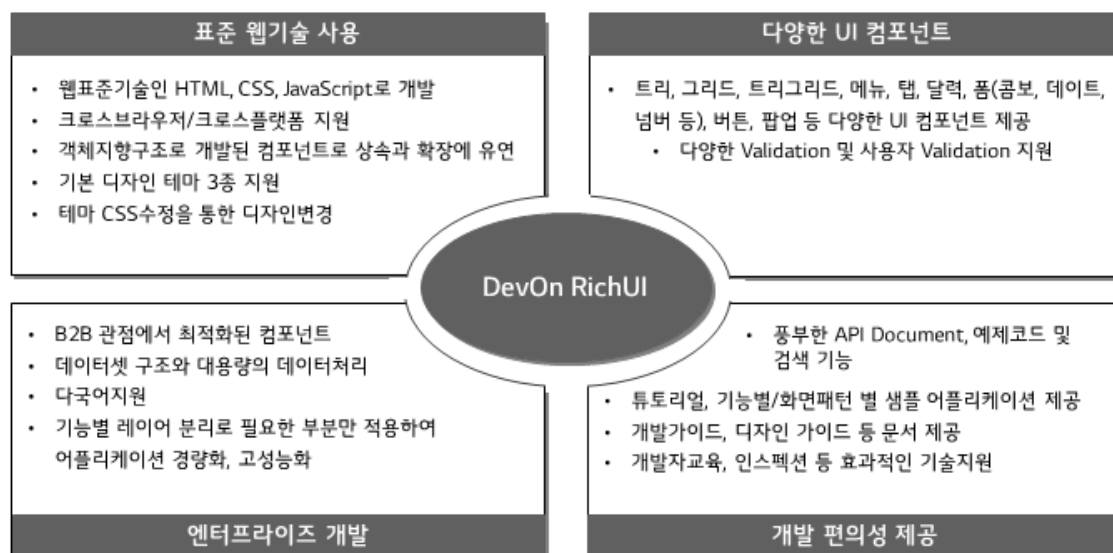 표준 웹기술 사용
• 웹표준기술인 HTML, CSS, JavaScript로 개발
• 크로스브라우저/크로스플랫폼 지원
• 객체지향구조로 개발된 컴포넌트로 상속과 확장에 유연
• 기본 디자인 테마 3종 지원
• 테마 CSS수정을 통한 디자인변경
다양한 UI 컴포넌트
• 트리, 그리드, 트리그리드, 메뉴, 탭, 달력, 폼(콤보, 데이트,
넘버 등), 버튼, 팝업 등 다양한 UI 컴포넌트 제공
• 다양한 Validation 및 사용자 Validation 지원
DevOn RichUI
• B2B 관점에서 최적화된 컴포넌트
• 데이터셋 구조와 대용량의 데이터처리
• 다국어지원
• 기능별 레이어 분리로 필요한 부분만 적용하여
어플리케이션 경량화, 고성능화
엔터프라이즈 개발
• 풍부한 API Document, 예제코드 및
검색 기능
• 튜토리얼, 기능별/화면패턴 별 샘플 어플리케이션 제공
• 개발가이드, 디자인 가이드 등 문서 제공
• 개발자교육, 인스펙션 등 효과적인 기술지원
개발 편의성 제공